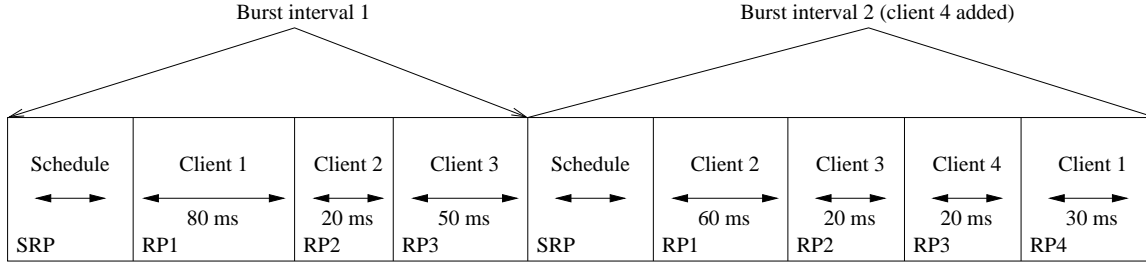 Burst interval 1
Burst interval 2 (client 4 added)
Schedule
Client 1
Client 2
Client 3
Schedule
Client 2
Client 3
Client 4
Client 1
80 ms
20 ms
50 ms
60 ms
20 ms
20 ms
30 ms
SRP
RP1
RP2
RP3
SRP
RP1
RP2
RP3
RP4